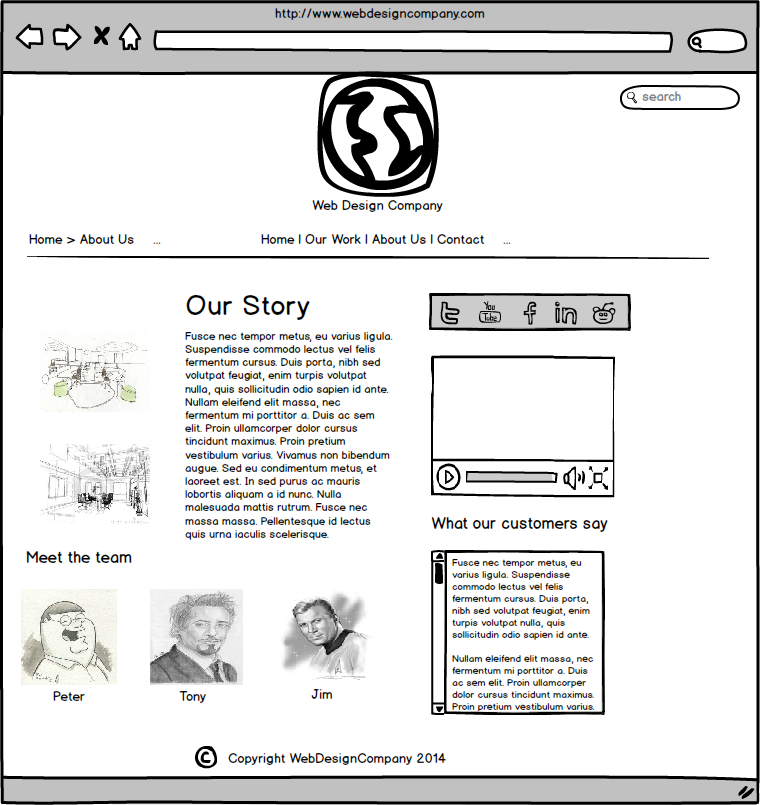 http://www.webdesigncompany.com
search
Web Design Company
Home > About Us ...
Home | Our Work | About Us | Contact ...
Our Story
Fusce nec tempor metus, eu varius ligula.
Suspendisse commodo lectus vel felis
fermentum cursus. Duis porta, nibh sed
volutpat feugiat, enim turpis volutpat
nulla, quis sollicitudin odio sapien id ante.
Nullam eleifend elit massa, nec
fermentum mi porttitor a. Duis ac sem
elit. Proin ullamcorper dolor cursus
tincidunt maximus. Proin pretium
vestibulum varius. Vivamus non bibendum
augue. Sed eu condimentum metus, et
laoreet est. In sed purus ac mauris
lobortis aliquam a id nunc. Nulla
malesuada mattis rutrum. Fusce nec
massa massa. Pellentesque id lectus
quis urna iaculis scelerisque.
You
Tube
in
What our customers say
Fusce nec tempor metus, eu
varius ligula. Suspendisse
commodo lectus vel felis
fermentum cursus. Duis porta,
nibh sed volutpat feugiat, enim
turpis volutpat nulla, quis
sollicitudin odio sapien id ante.
Nullam eleifend elit massa, nec
fermentum mi porttitor a. Duis
ac sem elit. Proin ullamcorper
dolor cursus tincidunt maximus.
Proin pretium vestibulum varius.
Meet the team
Peter
Tony
Jim
© Copyright WebDesignCompany 2014